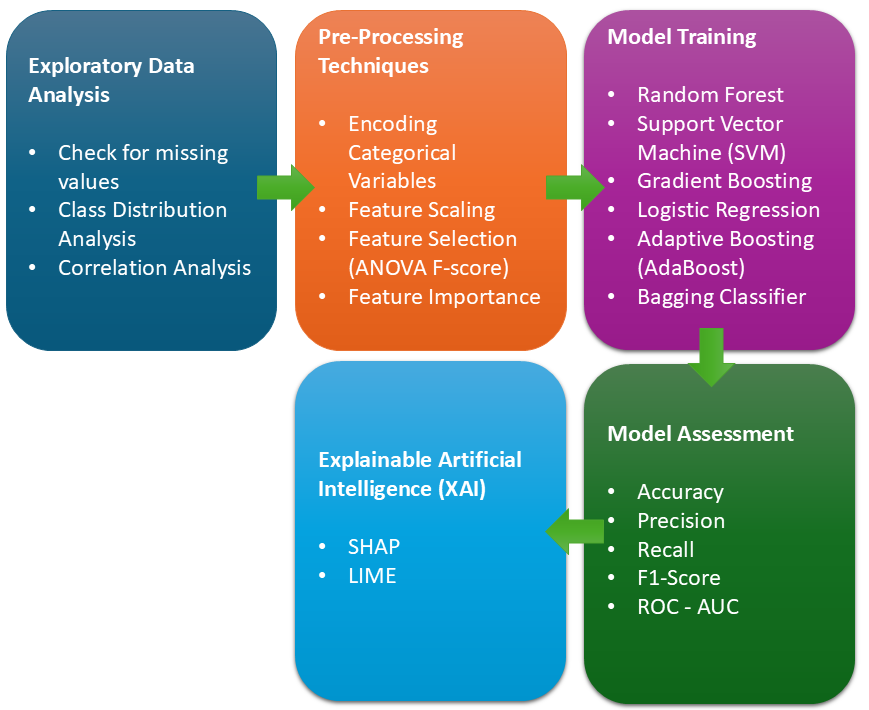 Exploratory Data
Analysis
• Check for missing
values
• Class Distribution
Analysis
• Correlation Analysis
Pre-Processing
Techniques
• Encoding
Categorical
Variables
• Feature Scaling
• Feature Selection
(ANOVA F-score)
• Feature Importance
Model Training
• Random Forest
• Support Vector
Machine (SVM)
• Gradient Boosting
• Logistic Regression
• Adaptive Boosting
(AdaBoost)
• Bagging Classifier
Model Assessment
• Accuracy
• Precision
• Recall
• F1-Score
• ROC - AUC
Explainable Artificial
Intelligence (XAI)
• SHAP
• LIME